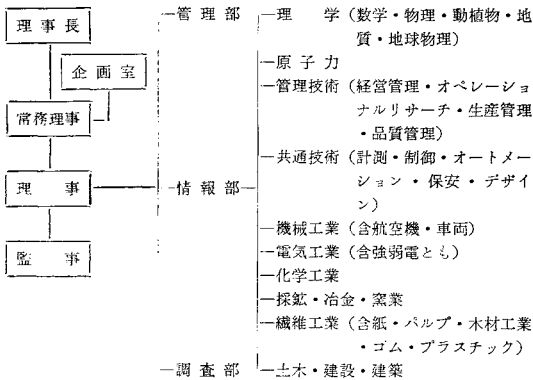 理事長
企画室
常務理事
理事
監事
管理部
情報部
調査部
理学(数学・物理・動植物・地
質・地球物理)
原子力
管理技術(経営管理・オペレーショ
ナルリサーチ・生産管理
・品質管理)
共通技術(計測・制御・オートメー
ション・保安・デザイ
ン)
機械工業(含航空機・車両)
電気工業(含強弱電とも)
化学工業
採鉱・冶金・窯業
繊維工業(含紙・パルプ・木材工業
・ゴム・プラスチック)
土木・建設・建築